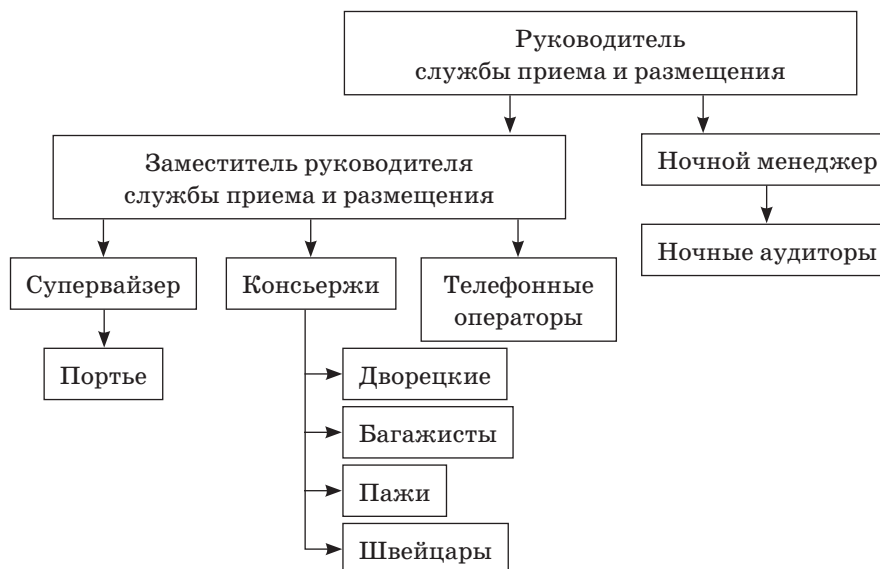 Руководитель
службы приема и размещения
Заместитель руководителя
службы приема и размещения
Ночной менеджер
Ночные аудиторы
Супервайзер
Консьержи
Телефонные
операторы
Портье
Дворецкие
Багажисты
Пажи
Швейцары